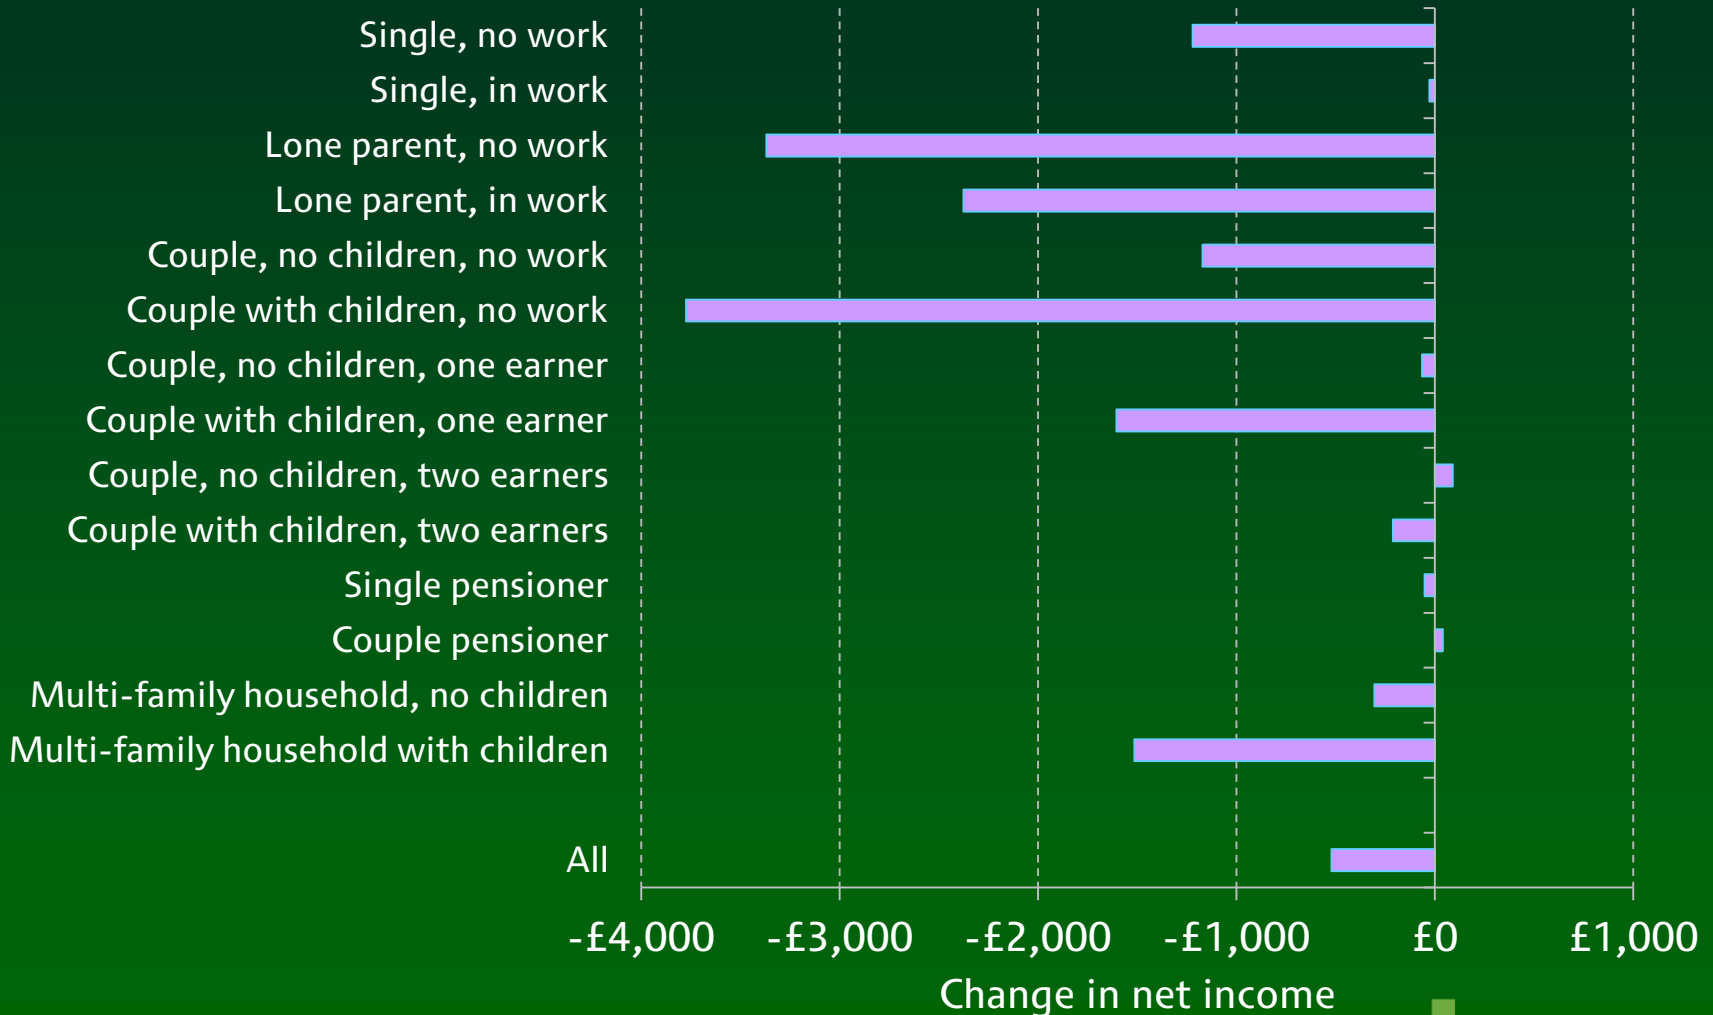 Single, no work
Single, in work
Lone parent, no work
Lone parent, in work
Couple, no children, no work
Couple with children, no work
Couple, no children, one earner
Couple with children, one earner
Couple, no children, two earners
Couple with children, two earners
Single pensioner
Couple pensioner
Multi-family household, no children
Multi-family household with children
All
-£4,000 -£3,000 -£2,000 -£1,000 £0 £1,000
Change in net income